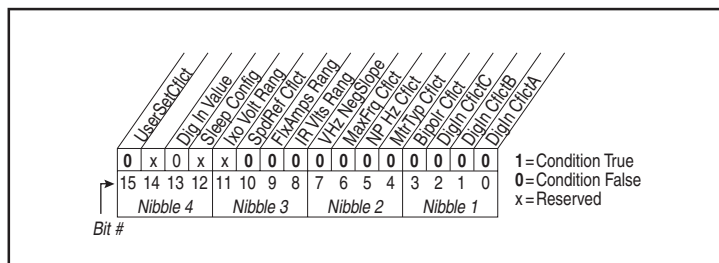 UserSetCflct
Dig In Value
Sleep Config
Ixo Volt Rang
SpdRef Cflct
FlxAmps Rang
IR Vlts Rang
VHz NegSlope
MaxFrq Cflct
NP Hz Cflct
MtrTyp Cflct
Bipolr Cflct
DigIn CflctC
DigIn CflctB
DigIn CflctA
0 x 0 x x 0 0 0 0 0 0 0 0 0 0 0
15 14 13 12 11 10 9 8 7 6 5 4 3 2 1 0
Nibble 4 Nibble 3 Nibble 2 Nibble 1
Bit #
1=Condition True
0=Condition False
x=Reserved